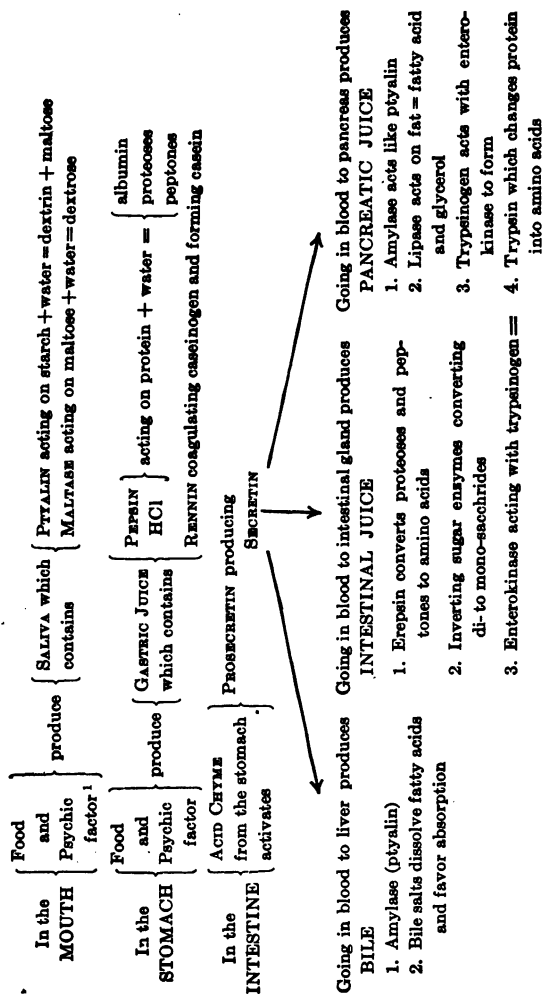 In the
MOUTH
Food
and
Psychic
factor¹
produce
SALIVA which
contains
PTYALIN acting on starch + water = dextrin + maltose
MALTASE acting on maltose + water = dextrose
In the
STOMACH
Food
and
Psychic
factor
produce
GASTRIC JUICE
which contains
PEPSIN
HCl
acting on protein + water =
albumin
proteoses
peptones
RENNIN coagulating caseinogen and forming casein
In the
INTESTINE
ACID CHYME
from the stomach
activates
PROSECRETIN producing
SECRETIN
Going in blood to liver produces
BILE
1. Amylase (ptyalin)
2. Bile salts dissolve fatty acids
and favor absorption
Going in blood to intestinal gland produces
INTESTINAL JUICE
1. Erepsin converts proteoses and pep-
tones to amino acids
2. Inverting sugar enzymes converting
di- to mono-sacchrides
3. Enterokinase acting with trypsinogen =
Going in blood to pancreas produces
PANCREATIC JUICE
1. Amylase acts like ptyalin
2. Lipase acts on fat = fatty acid
and glycerol
3. Trypsinogen acts with entero-
kinase to form
4. Trypsin which changes protein
into amino acids